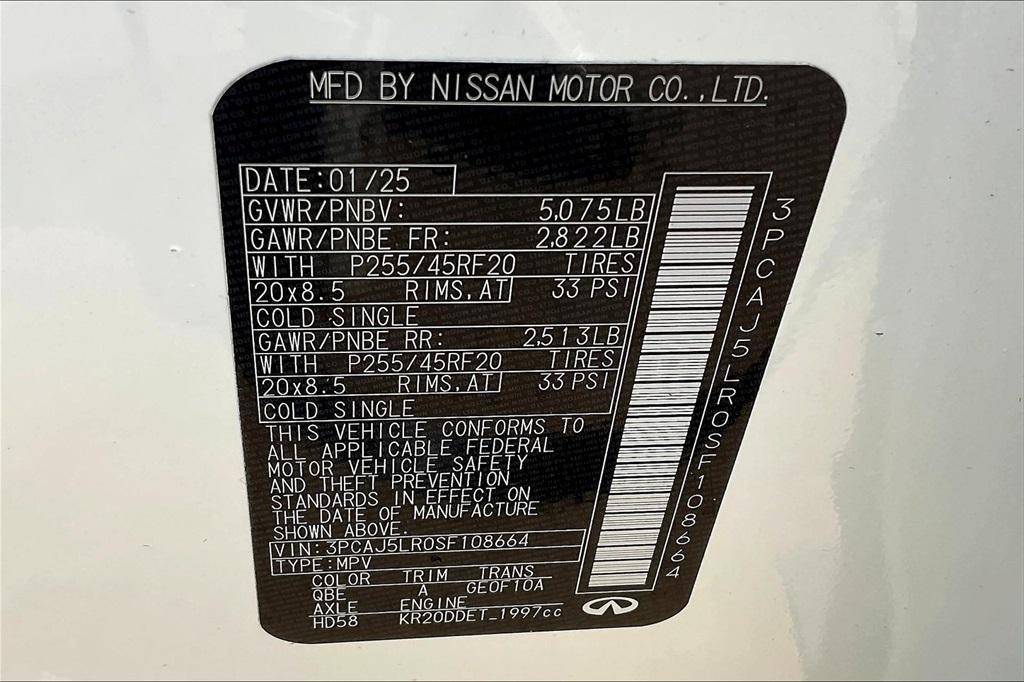 MFD BY NISSAN MOTOR CO.,LTD.
DATE:01/25
GVWR/PNBV: 5,075LB
GAWR/PNBE FR: 2,822LB
WITH P255/45RF20 TIRES
20x8.5 RIMS,AT 33 PSI
COLD SINGLE
GAWR/PNBE RR: 2,513LB
WITH P255/45RF20 TIRES
20x8.5 RIMS,AT 33 PSI
COLD SINGLE
THIS VEHICLE CONFORMS TO
ALL APPLICABLE FEDERAL
MOTOR VEHICLE SAFETY
AND THEFT PREVENTION
STANDARDS IN EFFECT ON
THE DATE OF MANUFACTURE
SHOWN ABOVE.
VIN:3PCAJ5LR0SF108664
TYPE:MPV
COLOR TRIM TRANS
QBE A GE0F10A
AXLE ENGINE
HD58 KR20DDET_1997cc
3PCAJ5LR0SF108664